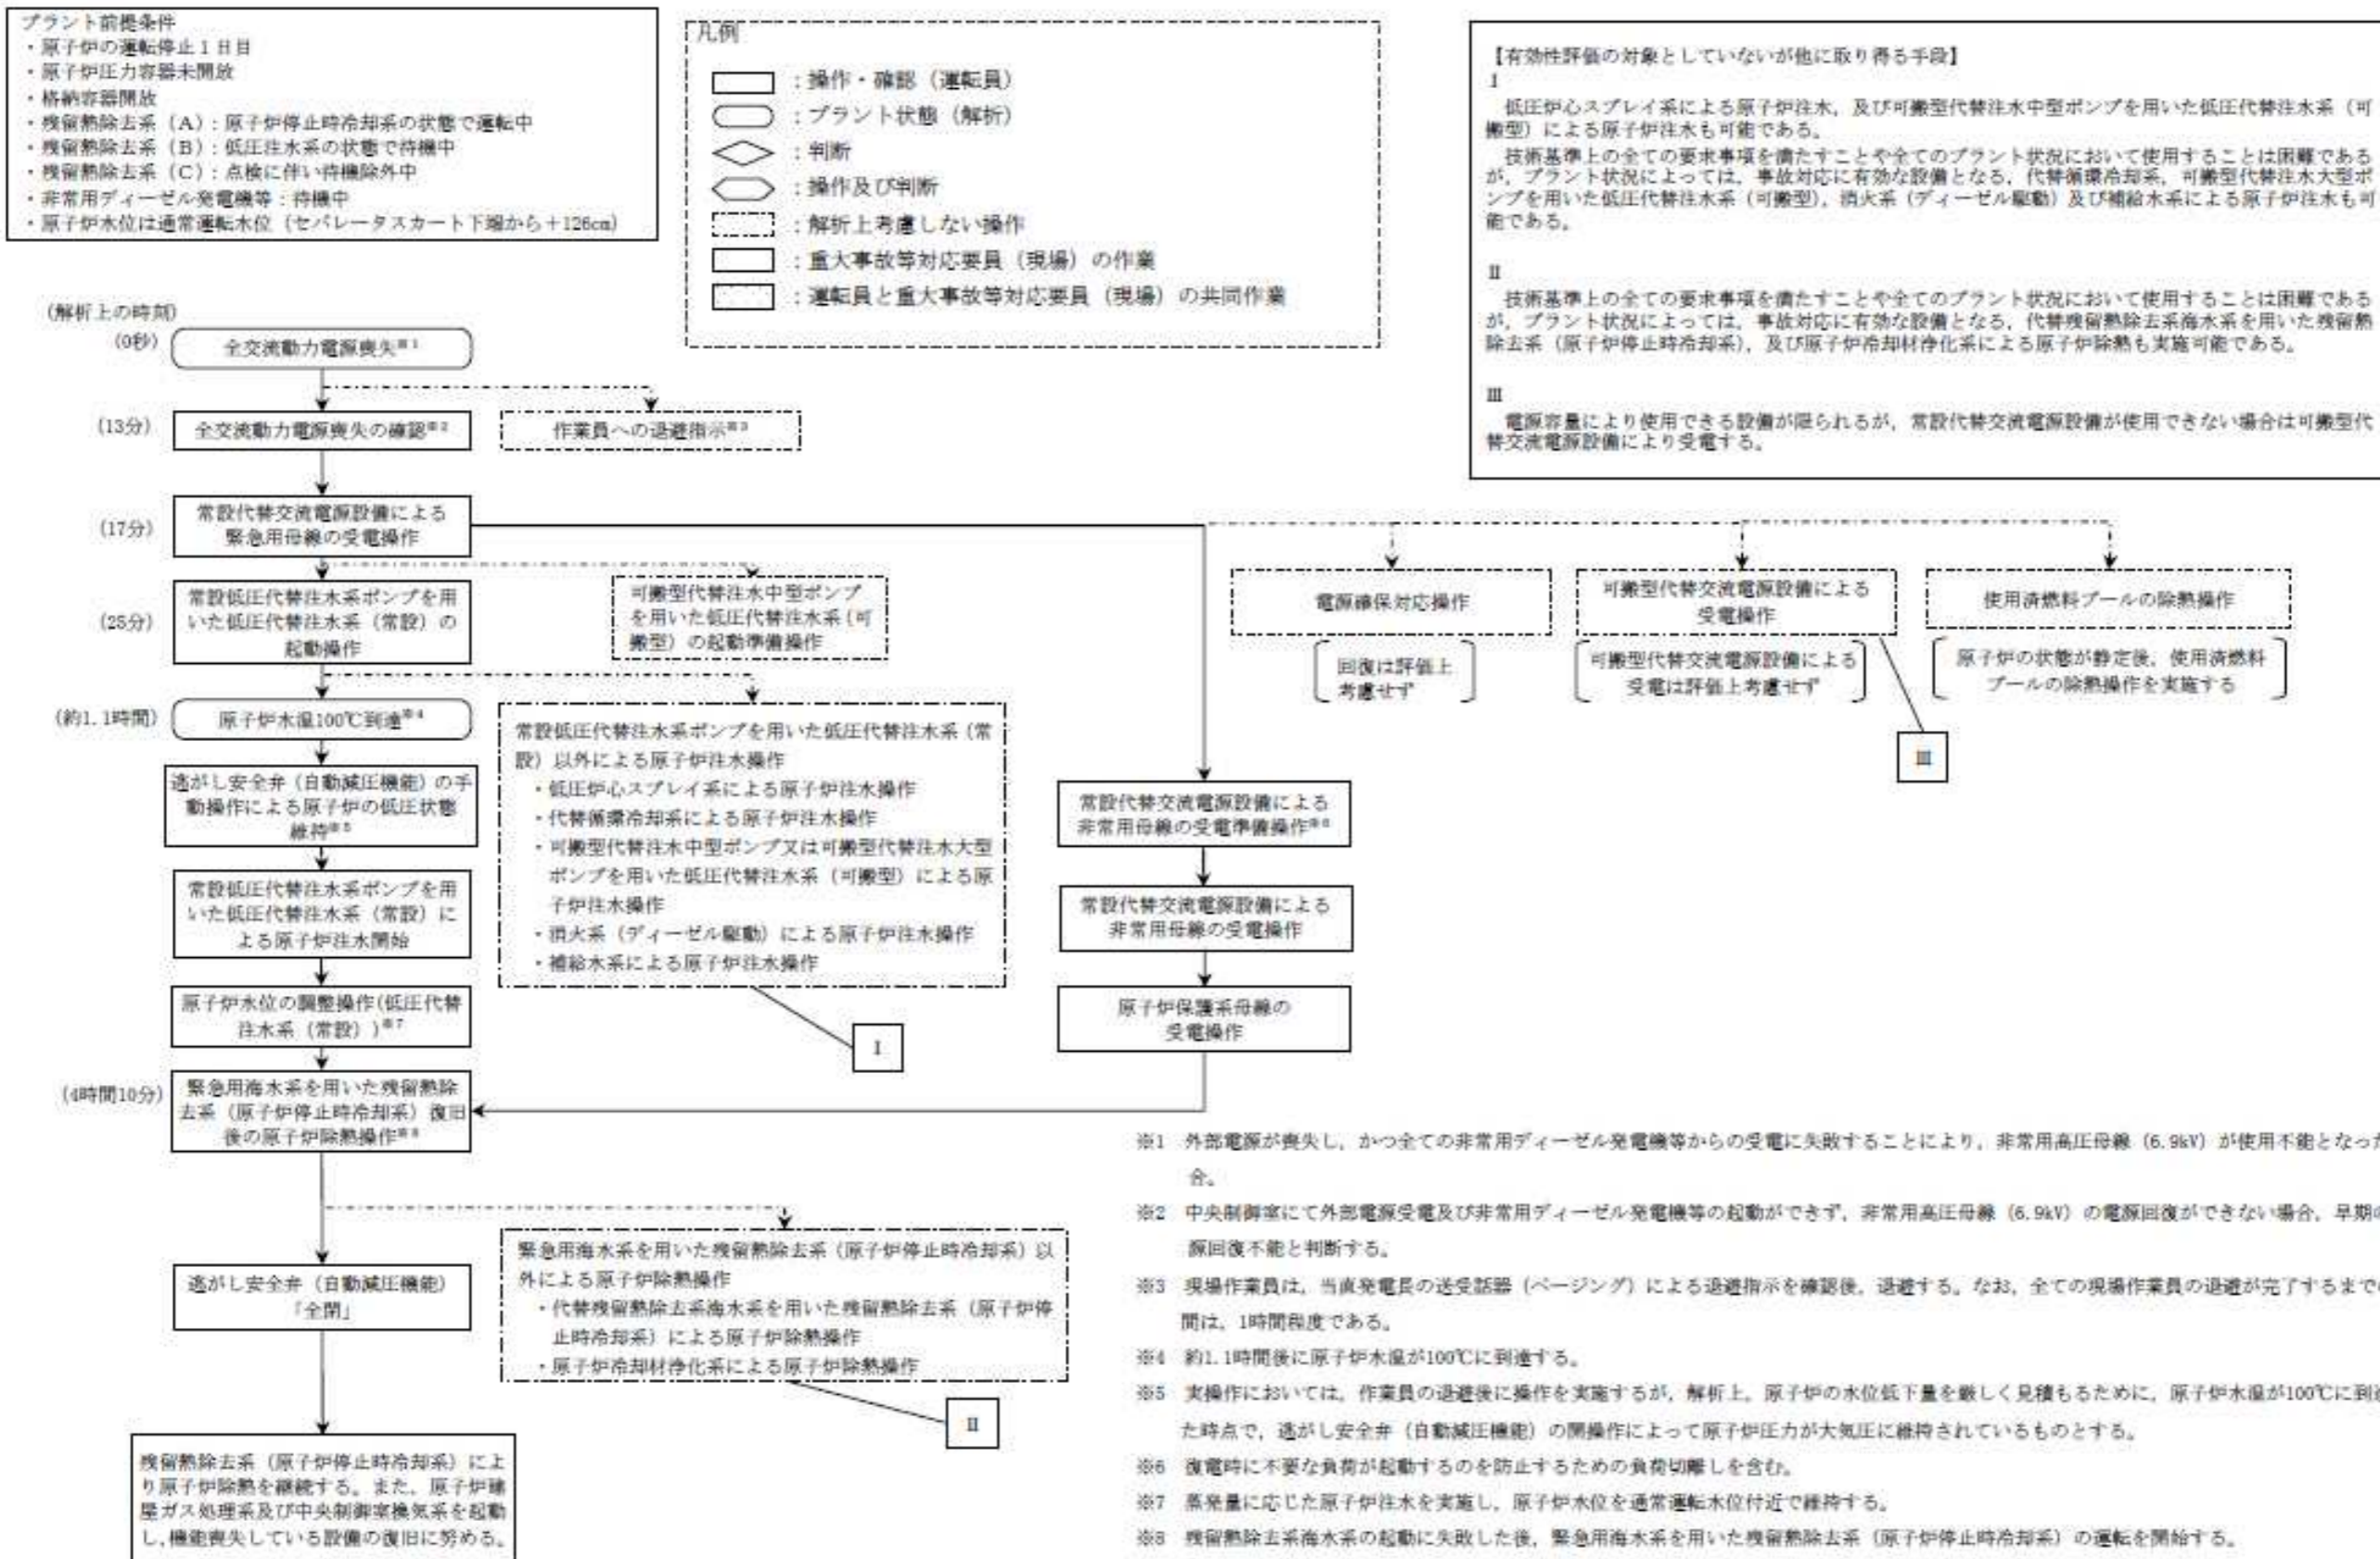 プラント前提条件
・原子炉の運転停止1日目
・原子炉圧力容器未開放
・格納容器開放
・残留熱除去系(A):原子炉停止時冷却系の状態で運転中
・残留熱除去系(B):低圧注水系の状態で待機中
・残留熱除去系(C):点検に伴い待機除外中
・非常用ディーゼル発電機等:待機中
・原子炉水位は通常運転水位(セパレータスカート下端から+126cm)
凡例
:操作・確認(運転員)
:プラント状態(解析)
:判断
:操作及び判断
:解析上考慮しない操作
:重大事故等対応要員(現場)の作業
:運転員と重大事故等対応要員(現場)の共同作業
【有効性評価の対象としていないが他に取り得る手段】
Ⅰ
低圧炉心スプレイ系による原子炉注水,及び可搬型代替注水中型ポンプを用いた低圧代替注水系(可
搬型)による原子炉注水も可能である。
技術基準上の全ての要求事項を満たすことや全てのプラント状況において使用することは困難である
が,プラント状況によっては,事故対応に有効な設備となる,代替循環冷却系,可搬型代替注水大型ポ
ンプを用いた低圧代替注水系(可搬型),消火系(ディーゼル駆動)及び補給水系による原子炉注水も可
能である。
Ⅱ
技術基準上の全ての要求事項を満たすことや全てのプラント状況において使用することは困難である
が,プラント状況によっては,事故対応に有効な設備となる,代替残留熱除去系海水系を用いた残留熱
除去系(原子炉停止時冷却系),及び原子炉冷却材浄化系による原子炉除熱も実施可能である。
Ⅲ
電源容量により使用できる設備が限られるが,常設代替交流電源設備が使用できない場合は可搬型代
替交流電源設備により受電する。
(解析上の時刻)
(0秒)
全交流動力電源喪失※1
(13分)
全交流動力電源喪失の確認※2
作業員への退避指示※3
(17分)
常設代替交流電源設備による
緊急用母線の受電操作
(25分)
常設低圧代替注水系ポンプを用
いた低圧代替注水系(常設)の
起動操作
可搬型代替注水中型ポンプ
を用いた低圧代替注水系(可
搬型)の起動準備操作
電源確保対応操作
回復は評価上
考慮せず
可搬型代替交流電源設備による
受電操作
可搬型代替交流電源設備による
受電は評価上考慮せず
使用済燃料プールの除熱操作
原子炉の状態が静定後,使用済燃料
プールの除熱操作を実施する
Ⅲ
(約1.1時間)
原子炉水温100℃到達※4
逃がし安全弁(自動減圧機能)の手
動操作による原子炉の低圧状態
維持※5
常設低圧代替注水系ポンプを用
いた低圧代替注水系(常設)に
よる原子炉注水開始
原子炉水位の調整操作(低圧代替
注水系(常設))※7
常設低圧代替注水系ポンプを用いた低圧代替注水系(常
設)以外による原子炉注水操作
・低圧炉心スプレイ系による原子炉注水操作
・代替循環冷却系による原子炉注水操作
・可搬型代替注水中型ポンプ又は可搬型代替注水大型
ポンプを用いた低圧代替注水系(可搬型)による原
子炉注水操作
・消火系(ディーゼル駆動)による原子炉注水操作
・補給水系による原子炉注水操作
Ⅰ
常設代替交流電源設備による
非常用母線の受電準備操作※6
常設代替交流電源設備による
非常用母線の受電操作
原子炉保護系母線の
受電操作
(4時間10分)
緊急用海水系を用いた残留熱除
去系(原子炉停止時冷却系)復旧
後の原子炉除熱操作※8
逃がし安全弁(自動減圧機能)
「全閉」
緊急用海水系を用いた残留熱除去系(原子炉停止時冷却系)以
外による原子炉除熱操作
・代替残留熱除去系海水系を用いた残留熱除去系(原子炉停
止時冷却系)による原子炉除熱操作
・原子炉冷却材浄化系による原子炉除熱操作
Ⅱ
残留熱除去系(原子炉停止時冷却系)によ
り原子炉除熱を継続する。また,原子炉建
屋ガス処理系及び中央制御室換気系を起動
し,機能喪失している設備の復旧に努める。
※1 外部電源が喪失し,かつ全ての非常用ディーゼル発電機等からの受電に失敗することにより,非常用高圧母線(6.9kV)が使用不能となった
合。
※2 中央制御室にて外部電源受電及び非常用ディーゼル発電機等の起動ができず,非常用高圧母線(6.9kV)の電源回復ができない場合,早期の
源回復不能と判断する。
※3 現場作業員は,当直発電長の送受話器(ページング)による退避指示を確認後,退避する。なお,全ての現場作業員の退避が完了するまでの
間は,1時間程度である。
※4 約1.1時間後に原子炉水温が100℃に到達する。
※5 実操作においては,作業員の退避後に操作を実施するが,解析上,原子炉の水位低下量を厳しく見積もるために,原子炉水温が100℃に到達
た時点で,逃がし安全弁(自動減圧機能)の開操作によって原子炉圧力が大気圧に維持されているものとする。
※6 復電時に不要な負荷が起動するのを防止するための負荷切離しを含む。
※7 蒸発量に応じた原子炉注水を実施し,原子炉水位を通常運転水位付近で維持する。
※8 残留熱除去系海水系の起動に失敗した後,緊急用海水系を用いた残留熱除去系(原子炉停止時冷却系)の運転を開始する。